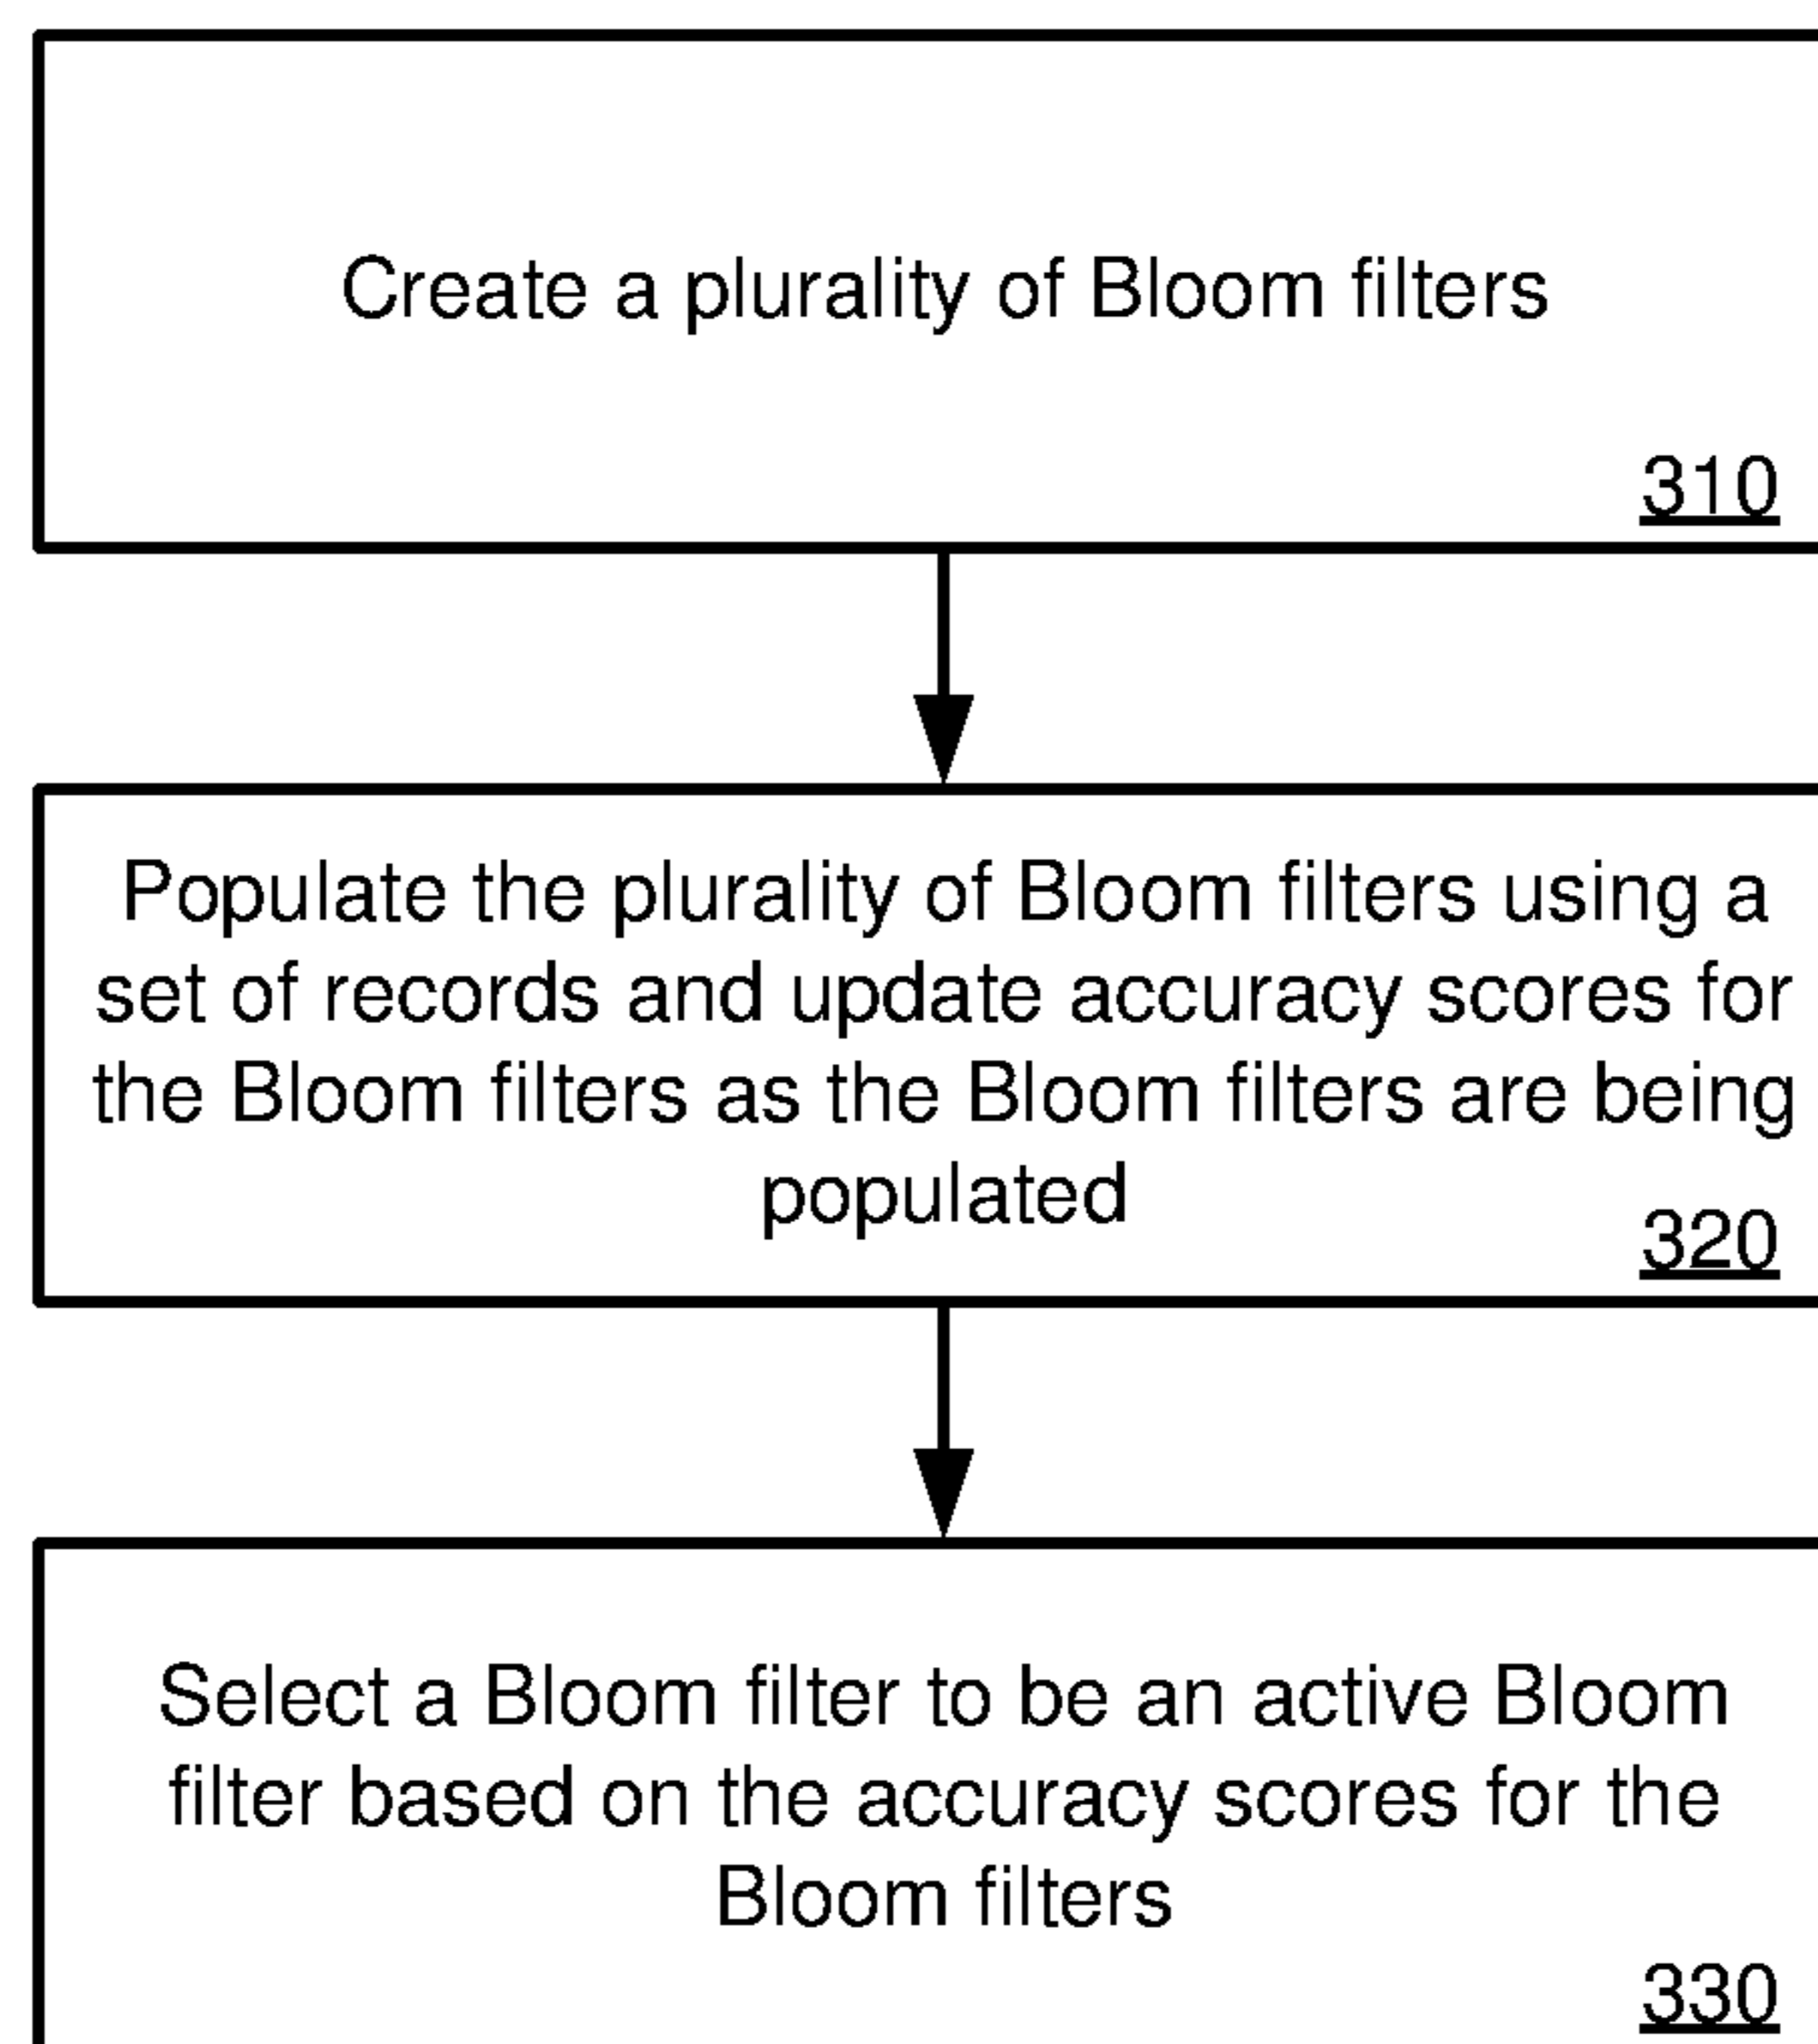 Create a plurality of Bloom filters
310
Populate the plurality of Bloom filters using a
set of records and update accuracy scores for
the Bloom filters as the Bloom filters are being
populated
320
Select a Bloom filter to be an active Bloom
filter based on the accuracy scores for the
Bloom filters
330